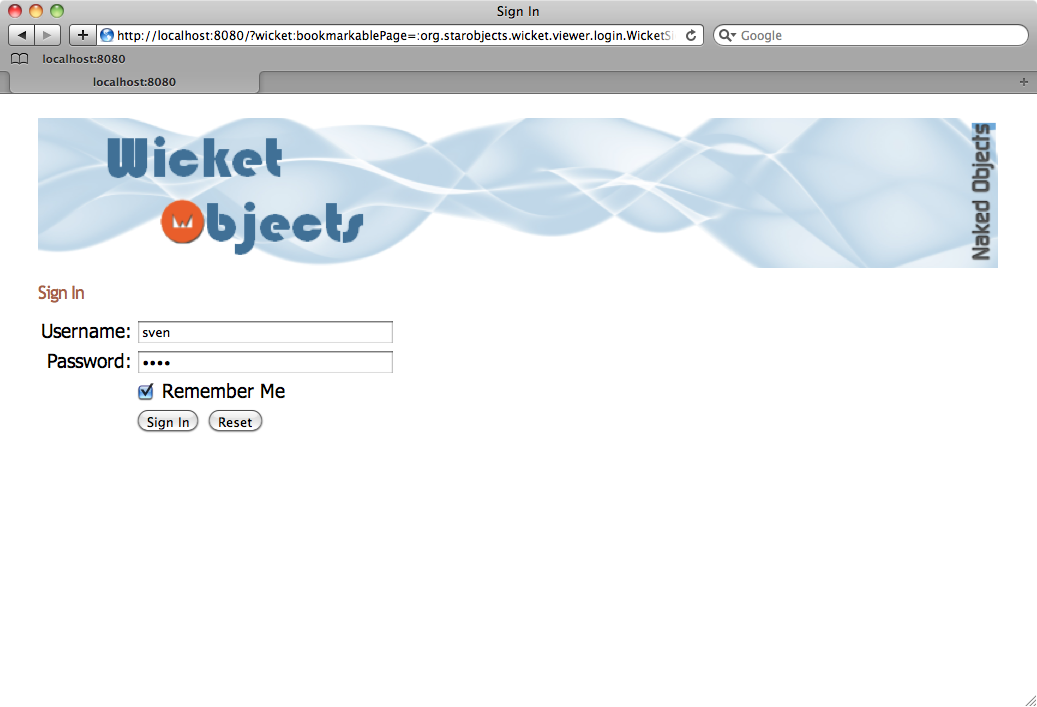 Sign In
http://localhost:8080/?wicket:bookmarkablePage=:org.starobjects.wicket.viewer.login.WicketSi
Google
localhost:8080
localhost:8080
Wicket
Objects
Naked Objects
Sign In
Username: sven
Password: ••••
Remember Me
Sign In Reset